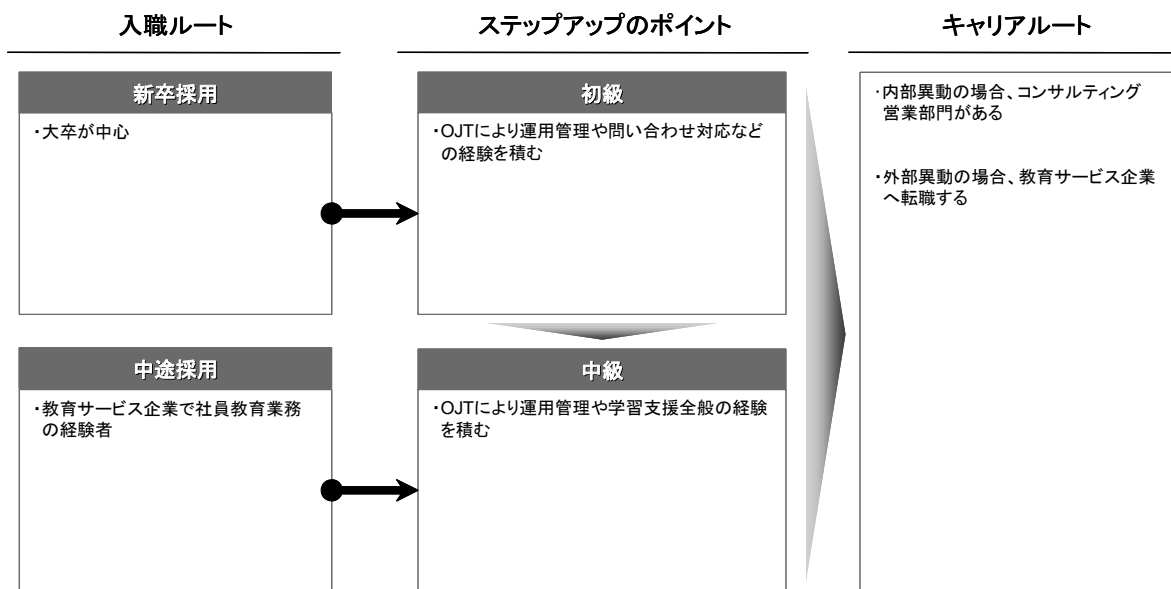 入職ルート
ステップアップのポイント
キャリアルート
新卒採用
・大卒が中心
初級
・OJTにより運用管理や問い合わせ対応など
の経験を積む
・内部異動の場合、コンサルティング
営業部門がある
・外部異動の場合、教育サービス企業
へ転職する
中途採用
・教育サービス企業で社員教育業務
の経験者
中級
・OJTにより運用管理や学習支援全般の経験
を積む